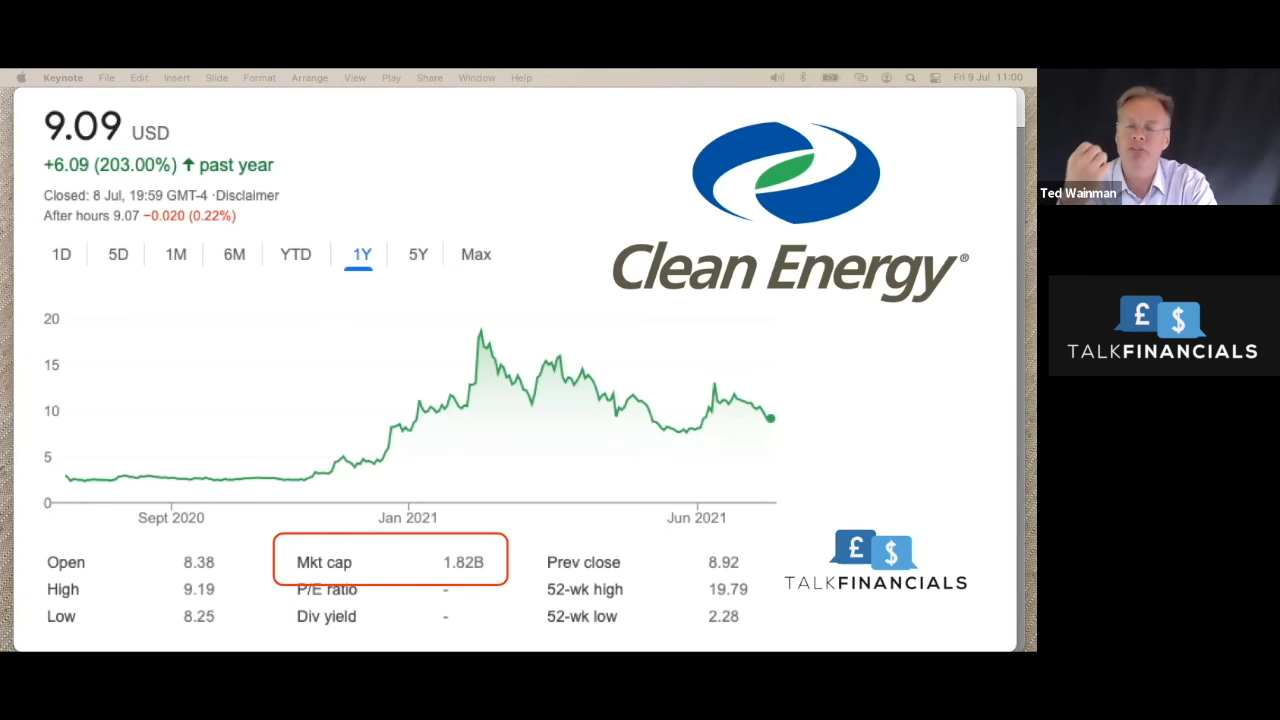 Keynote File Edit Insert Slide Format Arrange View Play Share Window Help Fri 9 Jul 11:00
9.09 USD
+6.09 (203.00%) ↑ past year
Closed: 8 Jul, 19:59 GMT-4 ·Disclaimer
After hours 9.07 −0.020 (0.22%)
1D 5D 1M 6M YTD 1Y 5Y Max
Clean Energy®
20
15
10
5
0
Sept 2020 Jan 2021 Jun 2021
Open 8.38 Mkt cap 1.82B Prev close 8.92
High 9.19 P/E ratio - 52-wk high 19.79
Low 8.25 Div yield - 52-wk low 2.28
£ $
TALKFINANCIALS
Ted Wainman
£ $
TALKFINANCIALS